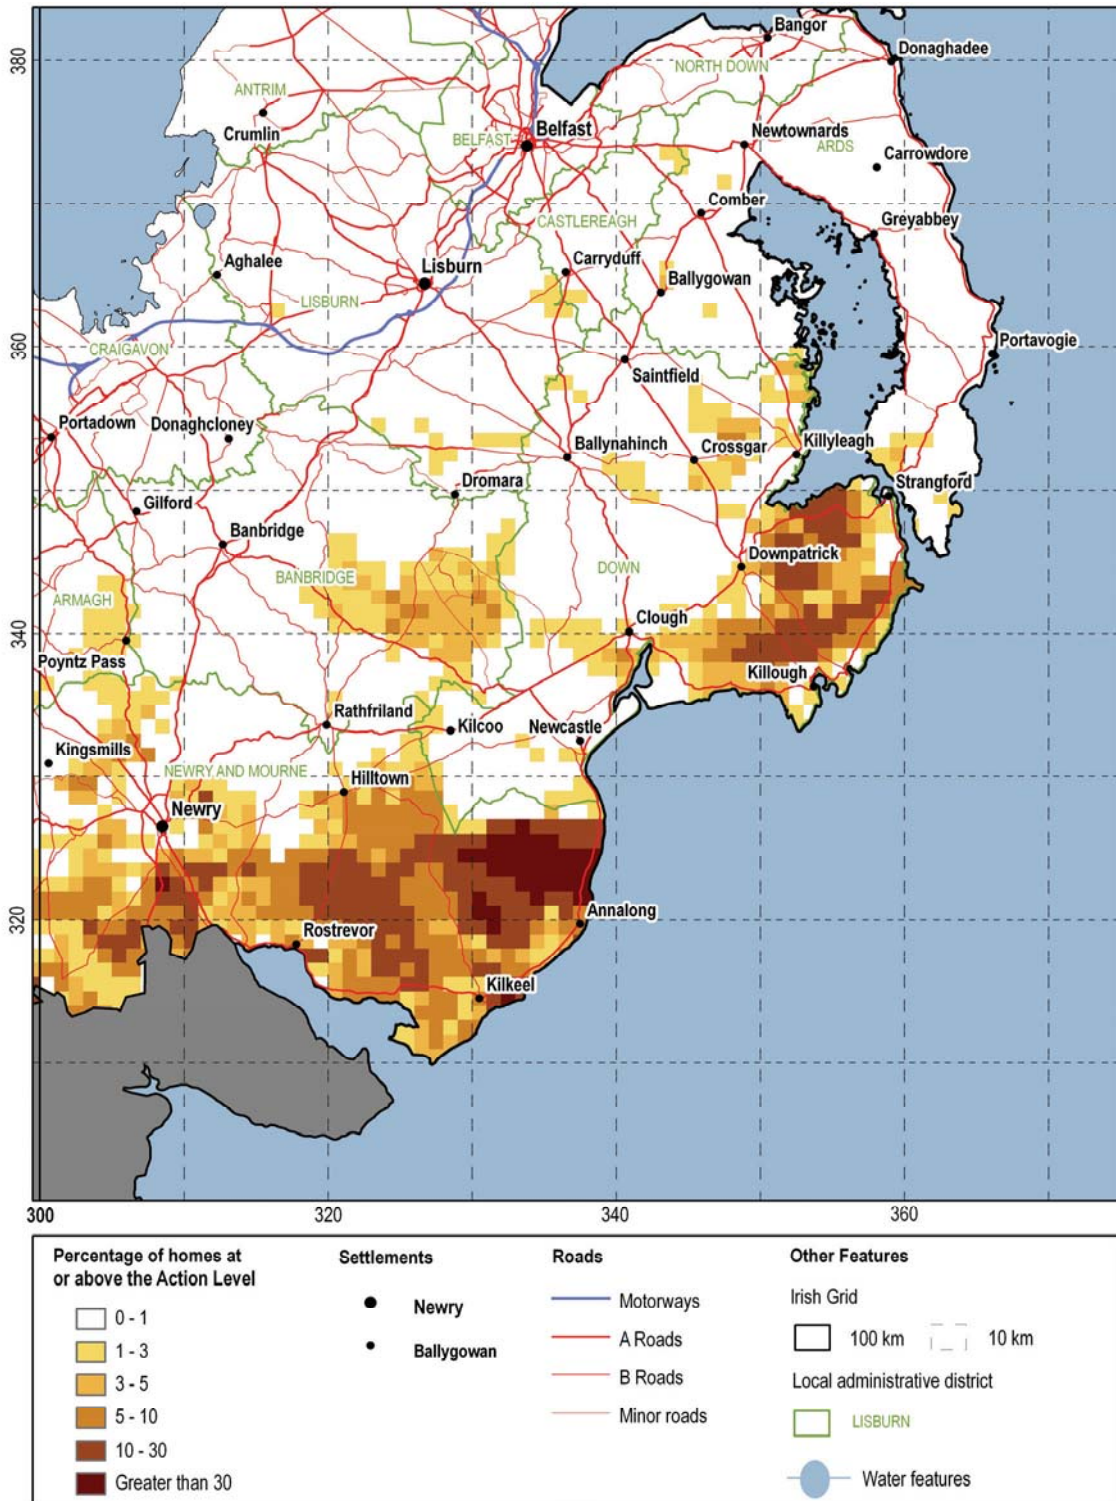 Bangor
380
Donaghadee
NORTH DOWN
ANTRIM
Crumlin
Belfast
BELFAST
Newtownards
ARDS
Carrowdore
Comber
Greyabbey
CASTLEREAGH
Aghalee
Lisburn
Carryduff
Ballygowan
LISBURN
360
CRAIGAVON
Portavogie
Saintfield
Portadown
Donaghcloney
Ballynahinch
Crossgar
Killyleagh
Dromara
Strangford
Gilford
Banbridge
Downpatrick
BANBRIDGE
DOWN
ARMAGH
Clough
340
Poyntz Pass
Killough
Rathfriland
Kilcoo
Newcastle
Kingsmills
NEWRY AND MOURNE
Hilltown
Newry
Annalong
320
Rostrevor
Kilkeel
300
320
340
360
Percentage of homes at
or above the Action Level
0 - 1
1 - 3
3 - 5
5 - 10
10 - 30
Greater than 30
Settlements
Newry
Ballygowan
Roads
Motorways
A Roads
B Roads
Minor roads
Other Features
Irish Grid
100 km
10 km
Local administrative district
LISBURN
Water features